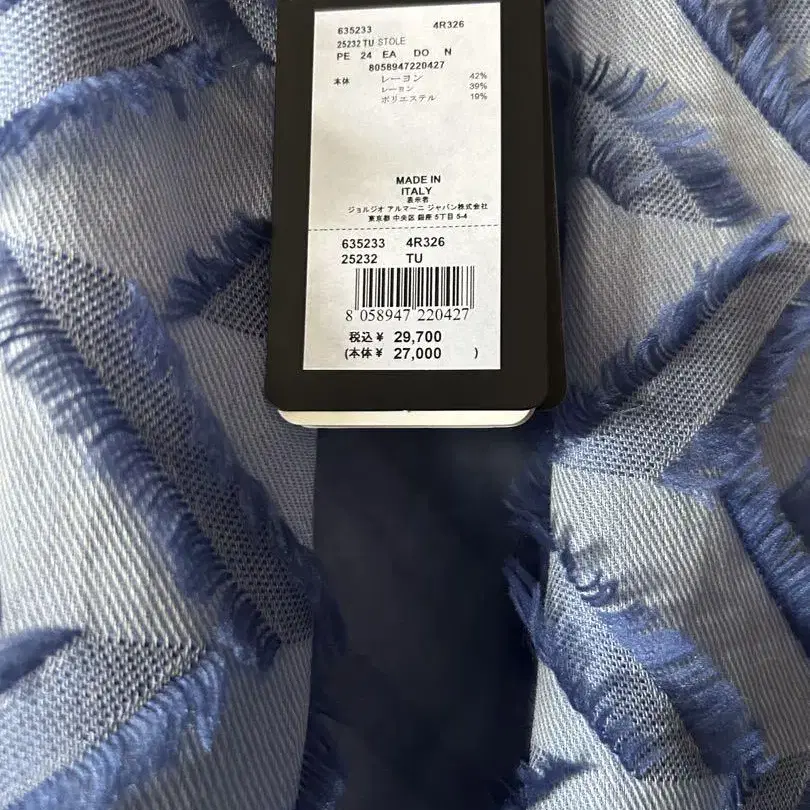 635233 4R326
25232 TU STOLE
PE 24 EA DO N
8058947220427
本体 レーヨン 42%
レーヨン 39%
ポリエステル 19%
MADE IN
ITALY
表示者
ジョルジオ アルマーニ ジャパン株式会社
東京都 中央区 銀座 5丁目 5-4
635233 4R326
25232 TU
8 058947 220427
税込 ¥ 29,700
(本体 ¥ 27,000 )